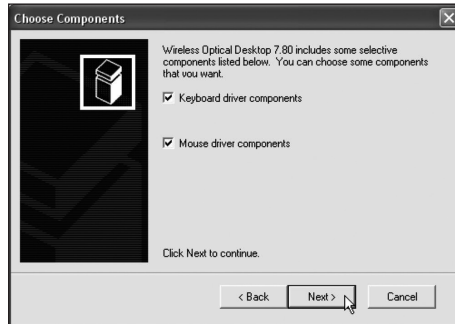 Choose Components
Wireless Optical Desktop 7.80 includes some selective
components listed below. You can choose some components
that you want.
Keyboard driver components
Mouse driver components
Click Next to continue.
< Back
Next >
Cancel